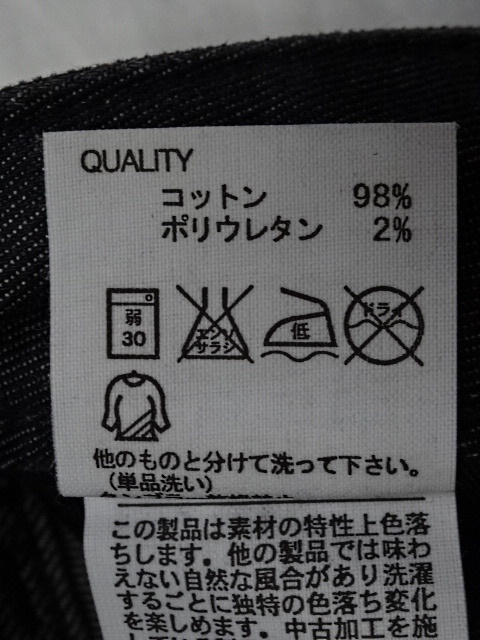 QUALITY
コットン 98%
ポリウレタン 2%
弱
30
エンソ
サラシ
低
ドライ
他のものと分けて洗って下さい。
(単品洗い)
この製品は素材の特性上色落
ちします。他の製品では味わ
えない自然な風合があり洗濯
するごとに独特の色落ち変化
を楽しめます。中古加工を施